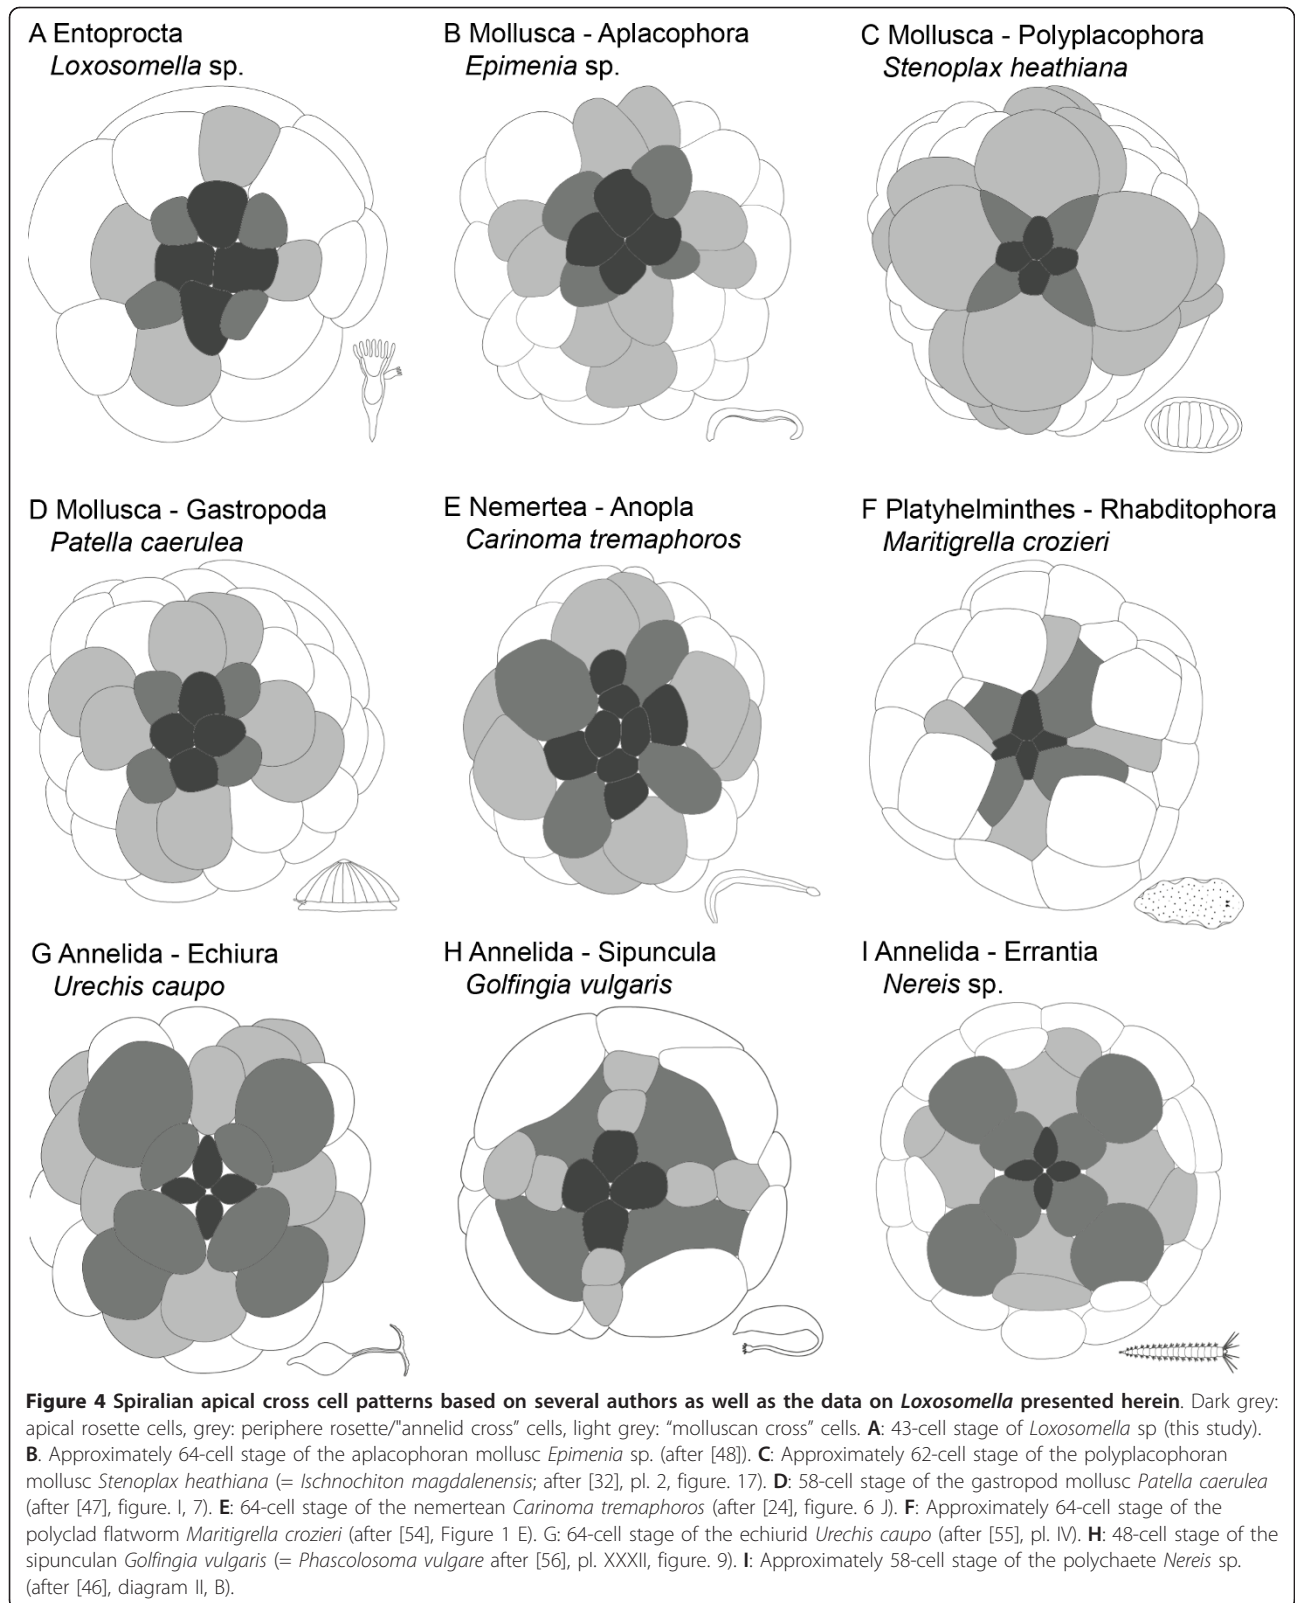 A Entoprocta
Loxosomella sp.
B Mollusca - Aplacophora
Epimenia sp.
C Mollusca - Polyplacophora
Stenoplax heathiana
D Mollusca - Gastropoda
Patella caerulea
E Nemertea - Anopla
Carinoma tremaphoros
F Platyhelminthes - Rhabditophora
Maritigrella crozieri
G Annelida - Echiura
Urechis caupo
H Annelida - Sipuncula
Golfingia vulgaris
I Annelida - Errantia
Nereis sp.
Figure 4 Spiralian apical cross cell patterns based on several authors as well as the data on Loxosomella presented herein. Dark grey:
apical rosette cells, grey: periphere rosette/"annelid cross” cells, light grey: “molluscan cross” cells. A: 43-cell stage of Loxosomella sp (this study).
B. Approximately 64-cell stage of the aplacophoran mollusc Epimenia sp. (after [48]). C: Approximately 62-cell stage of the polyplacophoran
mollusc Stenoplax heathiana (= Ischnochiton magdalenensis; after [32], pl. 2, figure. 17). D: 58-cell stage of the gastropod mollusc Patella caerulea
(after [47], figure. I, 7). E: 64-cell stage of the nemertean Carinoma tremaphoros (after [24], figure. 6 J). F: Approximately 64-cell stage of the
polyclad flatworm Maritigrella crozieri (after [54], Figure 1 E). G: 64-cell stage of the echiurid Urechis caupo (after [55], pl. IV). H: 48-cell stage of the
sipunculan Golfingia vulgaris (= Phascolosoma vulgare after [56], pl. XXXII, figure. 9). I: Approximately 58-cell stage of the polychaete Nereis sp.
(after [46], diagram II, B).